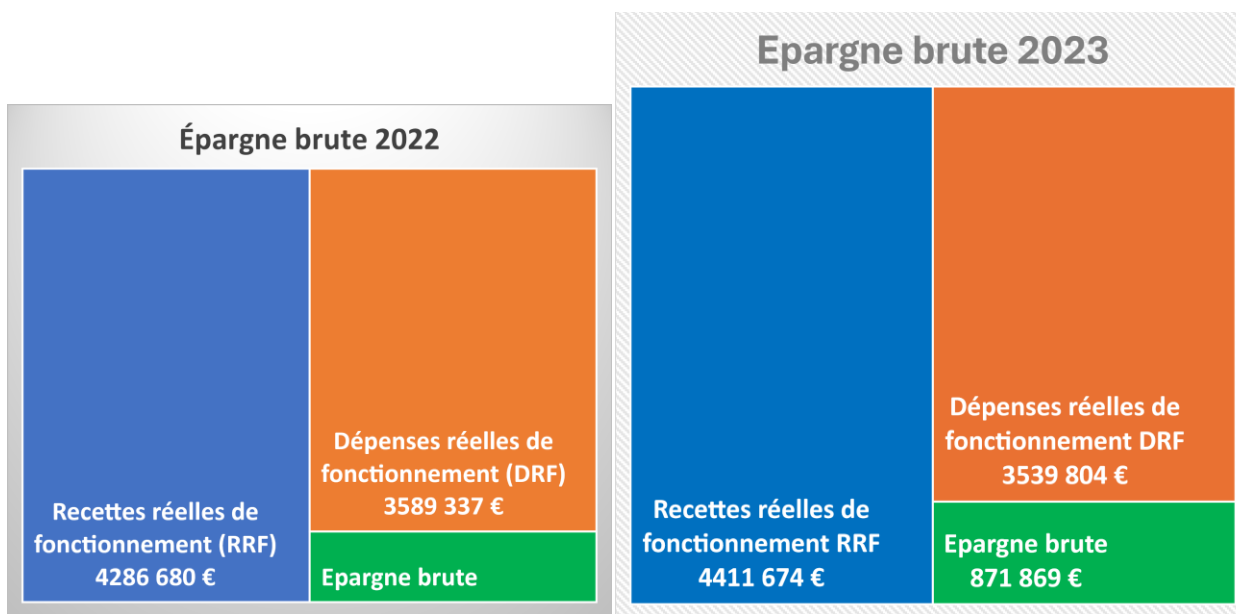 Épargne brute 2022
Recettes réelles de
fonctionnement (RRF)
4286 680 €
Dépenses réelles de
fonctionnement (DRF)
3589 337 €
Epargne brute
Epargne brute 2023
Recettes réelles de
fonctionnement RRF
4411 674 €
Dépenses réelles de
fonctionnement DRF
3539 804 €
Epargne brute
871 869 €